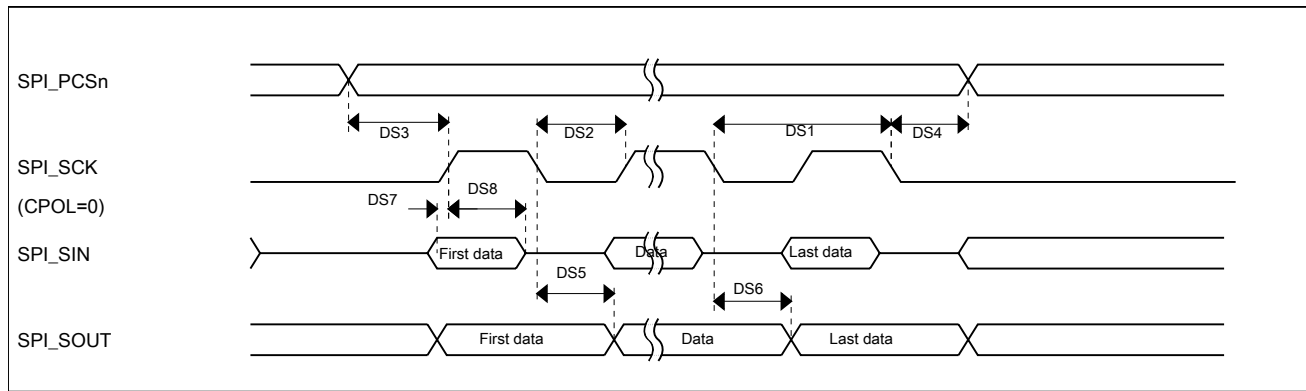 SPI_PCSn
DS3
DS2
DS1
DS4
SPI_SCK
(CPOL=0)
DS7
DS8
SPI_SIN
First data
Data
Last data
DS5
DS6
SPI_SOUT
First data
Data
Last data